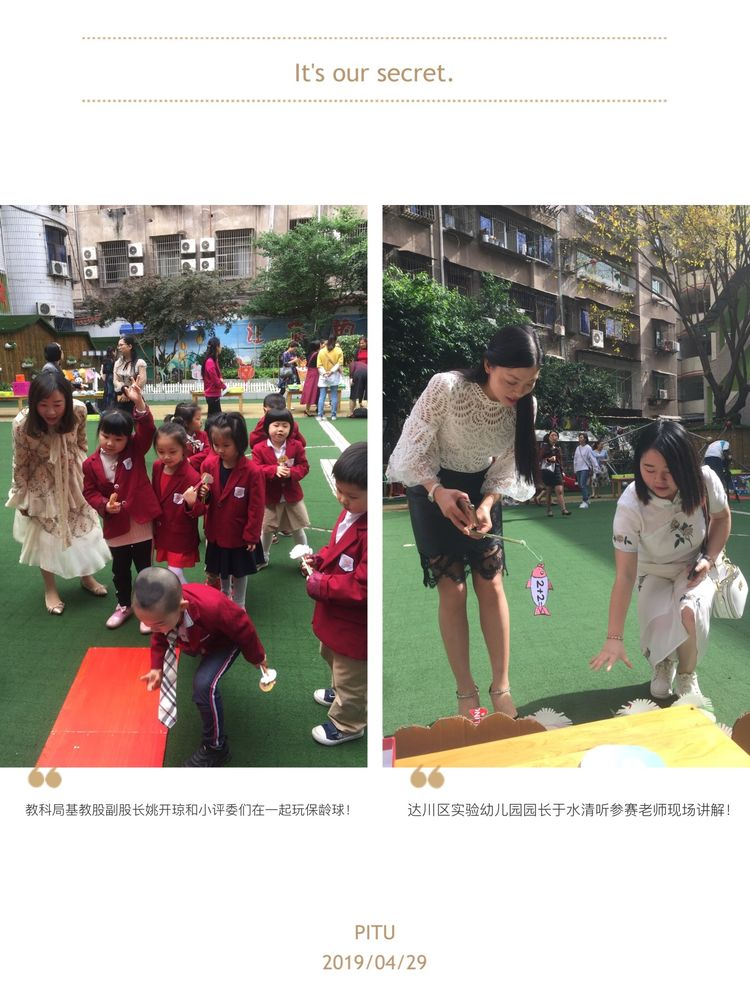 It's our secret.
2+2=
教科局基教股副股长姚开琼和小评委们在一起玩保龄球！
达川区实验幼儿园园长于水清听参赛老师现场讲解！
PITU
2019/04/29